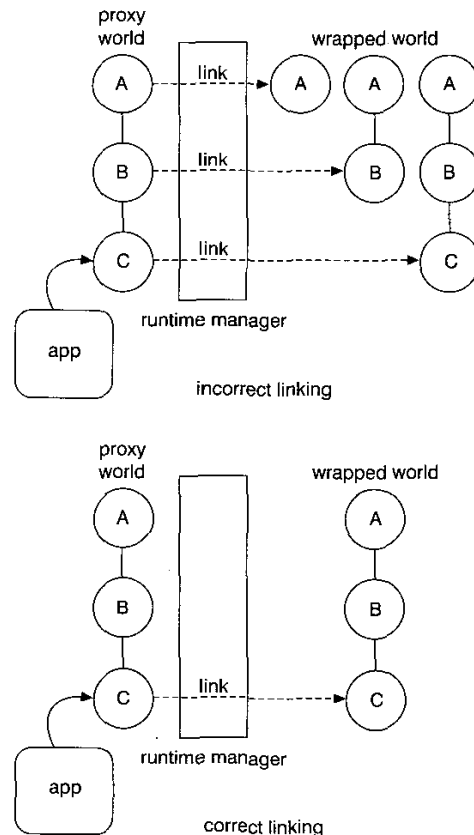 proxy
world
wrapped world
A
link
A
A
A
B
link
B
B
C
link
C
app
runtime manager
incorrect linking
proxy
world
wrapped world
A
A
B
B
C
link
C
app
runtime manager
correct linking